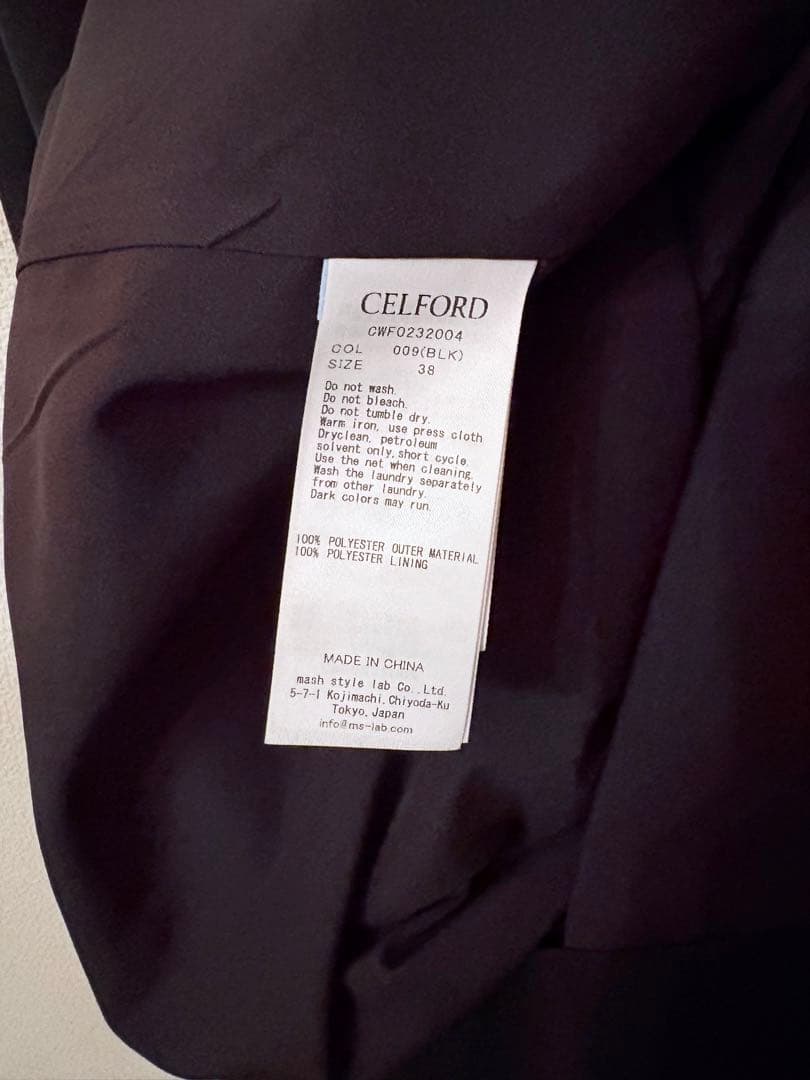 CELFORD
CWF0232004
COL 009(BLK)
SIZE 38
Do not wash.
Do not bleach.
Do not tumble dry.
Warm iron, use press cloth
Dryclean, petroleum
solvent only, short cycle.
Use the net when cleaning.
Wash the laundry separately
from other laundry.
Dark colors may run.
100% POLYESTER OUTER MATERIAL
100% POLYESTER LINING
MADE IN CHINA
mash style lab Co., Ltd.
5-7-1 Kojimachi, Chiyoda-Ku
Tokyo, Japan
info@ms-lab.com